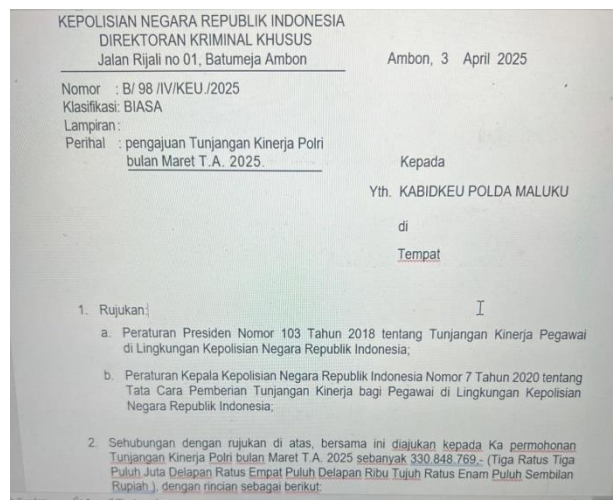 KEPOLISIAN NEGARA REPUBLIK INDONESIA
DIREKTORAN KRIMINAL KHUSUS
Jalan Rijali no 01, Batumeja Ambon
Ambon, 3 April 2025
Nomor : B/ 98 /IV/KEU./2025
Klasifikasi: BIASA
Lampiran :
Perihal : pengajuan Tunjangan Kinerja Polri
bulan Maret T.A. 2025.
Kepada
Yth. KABIDKEU POLDA MALUKU
di
Tempat
1. Rujukan:
a. Peraturan Presiden Nomor 103 Tahun 2018 tentang Tunjangan Kinerja Pegawai
di Lingkungan Kepolisian Negara Republik Indonesia;
b. Peraturan Kepala Kepolisian Negara Republik Indonesia Nomor 7 Tahun 2020 tentang
Tata Cara Pemberian Tunjangan Kinerja bagi Pegawai di Lingkungan Kepolisian
Negara Republik Indonesia;
2. Sehubungan dengan rujukan di atas, bersama ini diajukan kepada Ka permohonan
Tunjangan Kinerja Polri bulan Maret T.A. 2025 sebanyak 330.848.769,- (Tiga Ratus Tiga
Puluh Juta Delapan Ratus Empat Puluh Delapan Ribu Tujuh Ratus Enam Puluh Sembilan
Rupiah ), dengan rincian sebagai berikut: